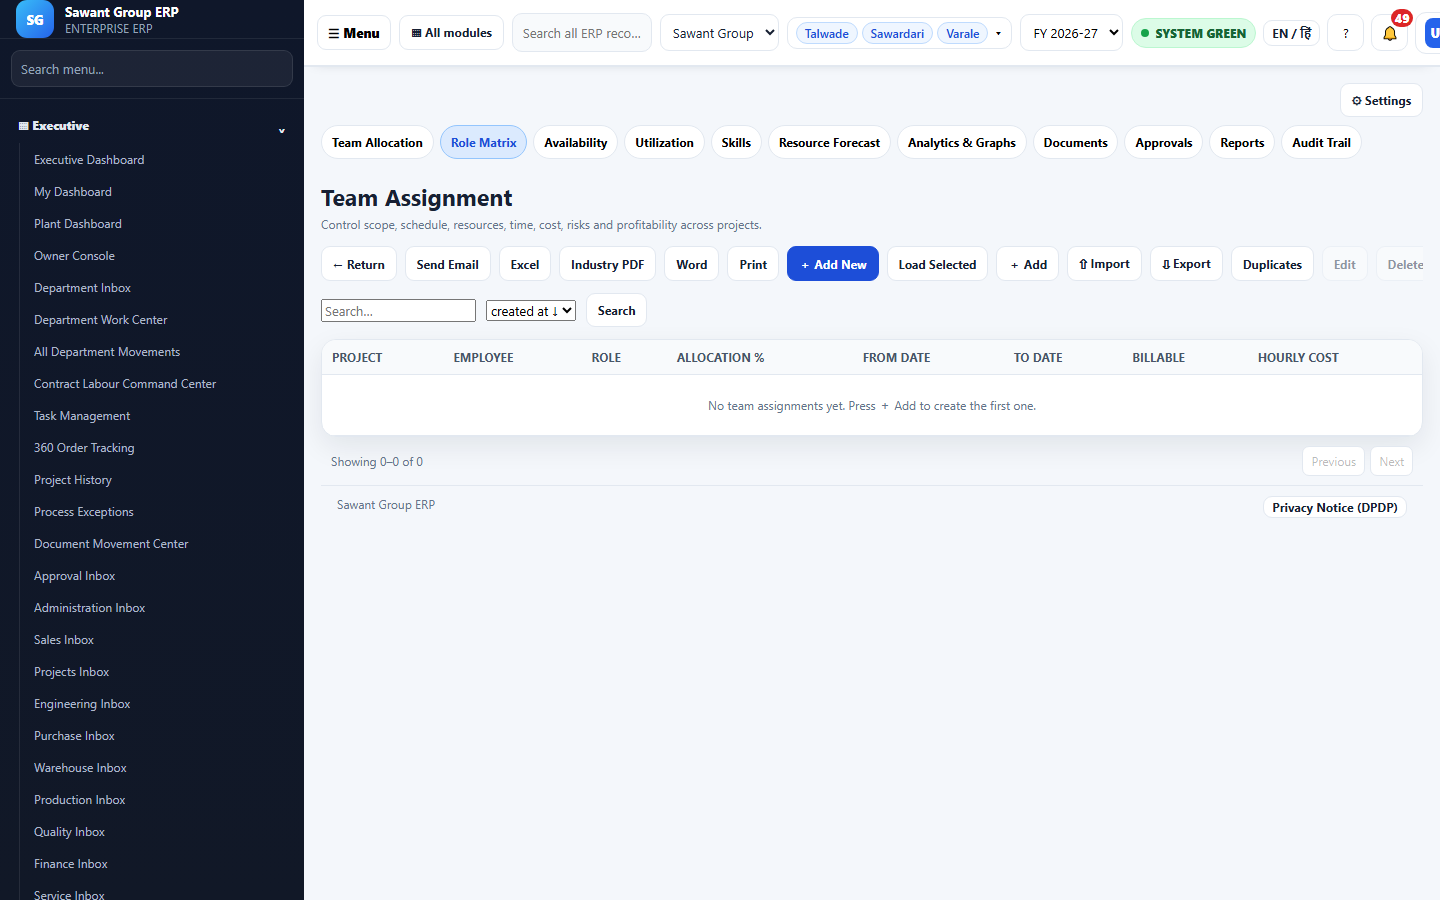 SG
Sawant Group ERP
ENTERPRISE ERP
Search menu...
Executive
Executive Dashboard
My Dashboard
Plant Dashboard
Owner Console
Department Inbox
Department Work Center
All Department Movements
Contract Labour Command Center
Task Management
360 Order Tracking
Project History
Process Exceptions
Document Movement Center
Approval Inbox
Administration Inbox
Sales Inbox
Projects Inbox
Engineering Inbox
Purchase Inbox
Warehouse Inbox
Production Inbox
Quality Inbox
Finance Inbox
Service Inbox
☰ Menu All modules Search all ERP reco... Sawant Group Talwade Sawardari Varale FY 2026-27 SYSTEM GREEN EN / हिं ? 49 U
⚙ Settings
Team Allocation Role Matrix Availability Utilization Skills Resource Forecast Analytics & Graphs Documents Approvals Reports Audit Trail
Team Assignment
Control scope, schedule, resources, time, cost, risks and profitability across projects.
← Return Send Email Excel Industry PDF Word Print + Add New Load Selected + Add ⇧ Import ⇩ Export Duplicates Edit Delete
Search... created at ↓ Search
PROJECT EMPLOYEE ROLE ALLOCATION % FROM DATE TO DATE BILLABLE HOURLY COST
No team assignments yet. Press + Add to create the first one.
Showing 0–0 of 0 Previous Next
Sawant Group ERP Privacy Notice (DPDP)